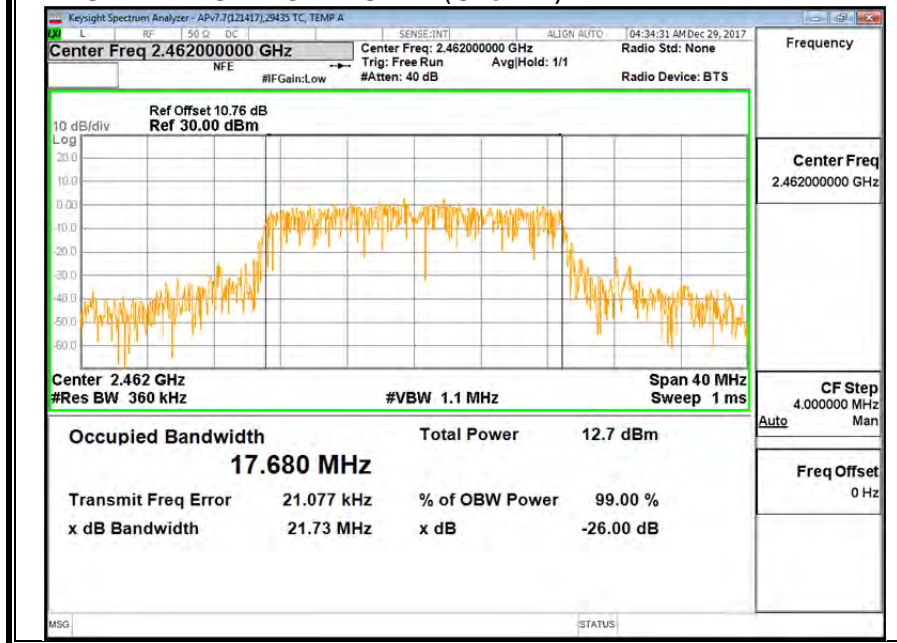 Keysight Spectrum Analyzer - APv7.7(121417),29435 TC, TEMP A
LXI L RF 50 Ω DC SENSE:INT ALIGN AUTO 04:34:31 AM Dec 29, 2017
Center Freq 2.462000000 GHz
NFE
#IFGain:Low
Center Freq: 2.462000000 GHz
Trig: Free Run Avg|Hold: 1/1
#Atten: 40 dB
Radio Std: None
Radio Device: BTS
Frequency
Ref Offset 10.76 dB
10 dB/div Ref 30.00 dBm
Log
20.0
10.0
0.00
-10.0
-20.0
-30.0
-40.0
-50.0
-60.0
Center 2.462 GHz Span 40 MHz
#Res BW 360 kHz #VBW 1.1 MHz Sweep 1 ms
Center Freq
2.462000000 GHz
CF Step
4.000000 MHz
Auto Man
Freq Offset
0 Hz
Occupied Bandwidth Total Power 12.7 dBm
17.680 MHz
Transmit Freq Error 21.077 kHz % of OBW Power 99.00 %
x dB Bandwidth 21.73 MHz x dB -26.00 dB
MSG STATUS